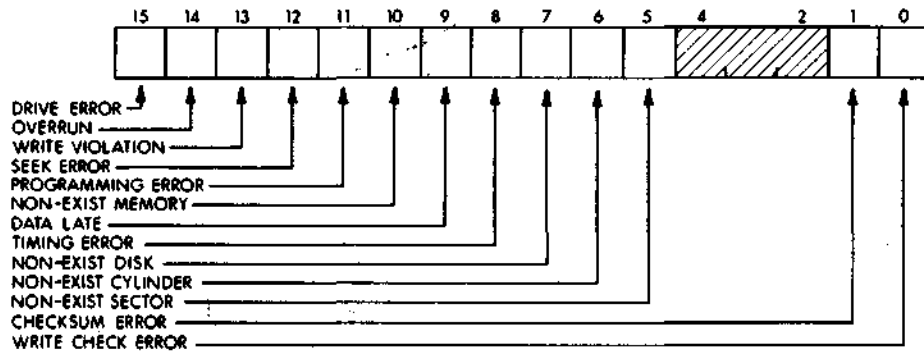 15 14 13 12 11 10 9 8 7 6 5 4 2 1 0
DRIVE ERROR
OVERRUN
WRITE VIOLATION
SEEK ERROR
PROGRAMMING ERROR
NON-EXIST MEMORY
DATA LATE
TIMING ERROR
NON-EXIST DISK
NON-EXIST CYLINDER
NON-EXIST SECTOR
CHECKSUM ERROR
WRITE CHECK ERROR